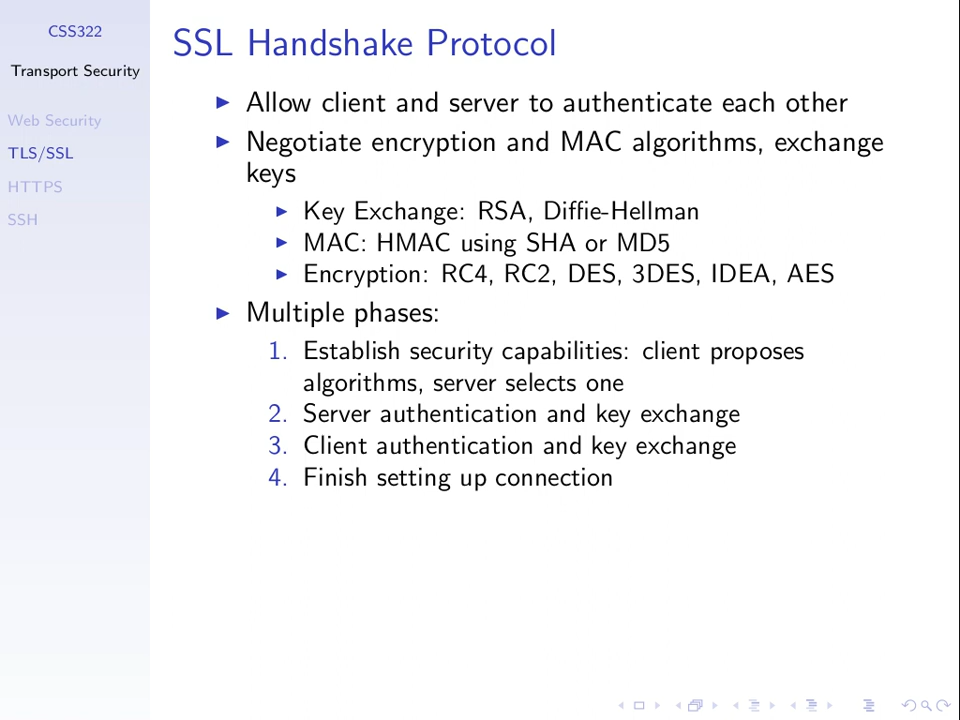 CSS322
Transport Security
Web Security
TLS/SSL
HTTPS
SSH
SSL Handshake Protocol
Allow client and server to authenticate each other
Negotiate encryption and MAC algorithms, exchange
keys
Key Exchange: RSA, Diffie-Hellman
MAC: HMAC using SHA or MD5
Encryption: RC4, RC2, DES, 3DES, IDEA, AES
Multiple phases:
1. Establish security capabilities: client proposes
algorithms, server selects one
2. Server authentication and key exchange
3. Client authentication and key exchange
4. Finish setting up connection